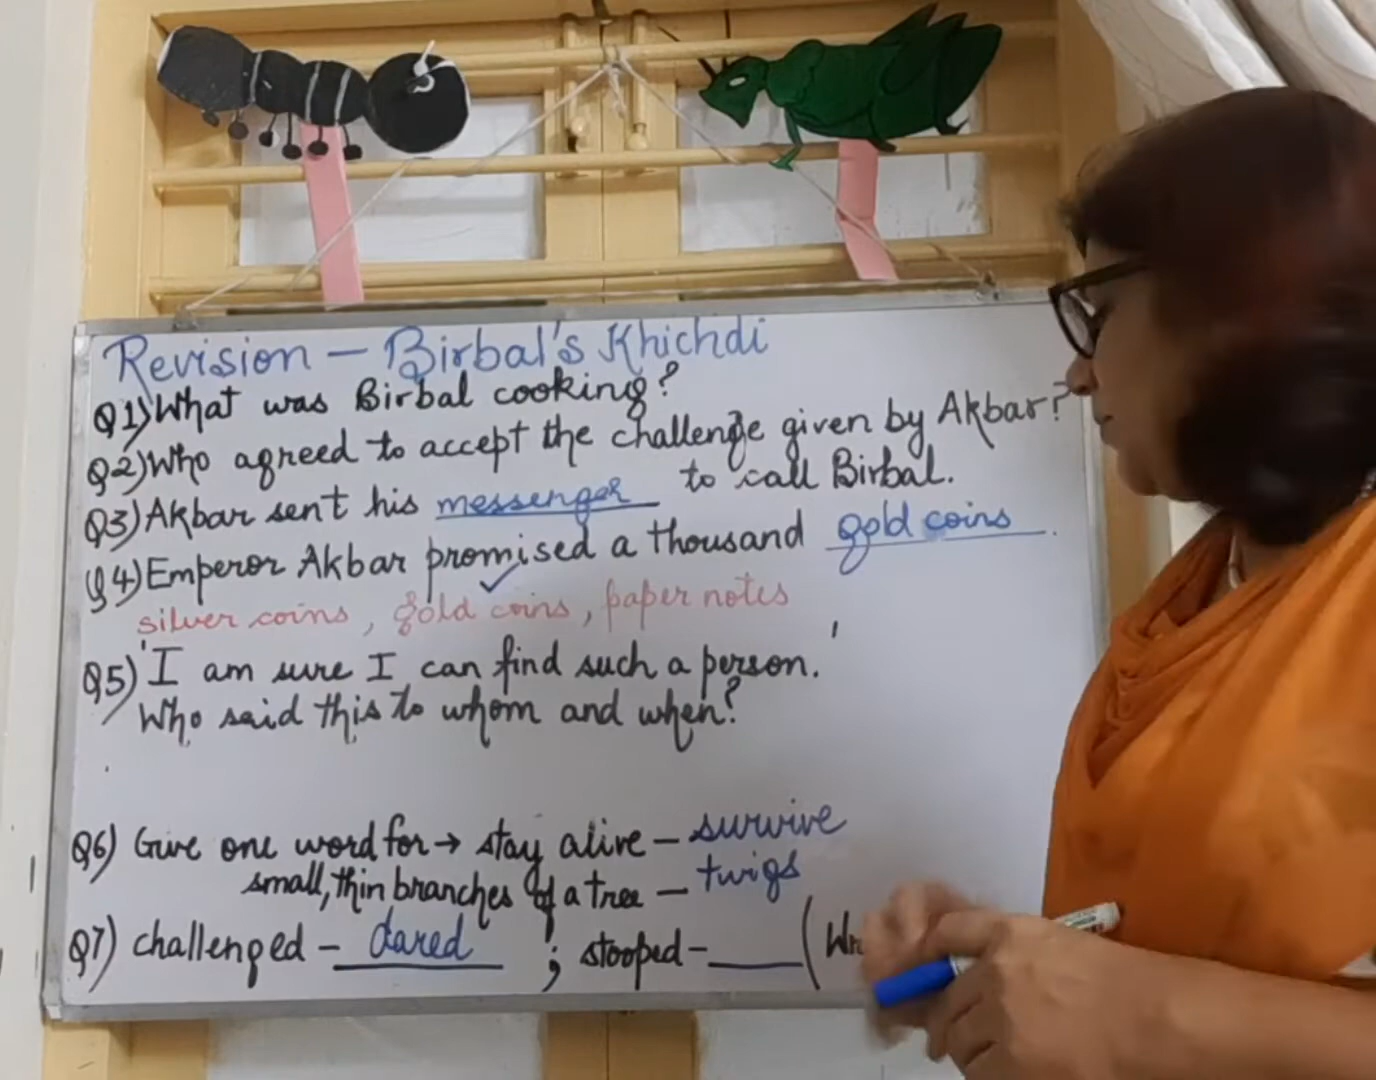 Revision – Birbal's Khichdi
Q1) What was Birbal cooking?
Q2) Who agreed to accept the challenge given by Akbar?
Q3) Akbar sent his messenger to call Birbal.
Q4) Emperor Akbar promised a thousand gold coins.
silver coins, gold coins, paper notes
Q5) 'I am sure I can find such a person.'
Who said this to whom and when?
Q6) Give one word for → stay alive – survive
small, thin branches of a tree – twigs
Q7) challenged – dared ; stooped – ____ (